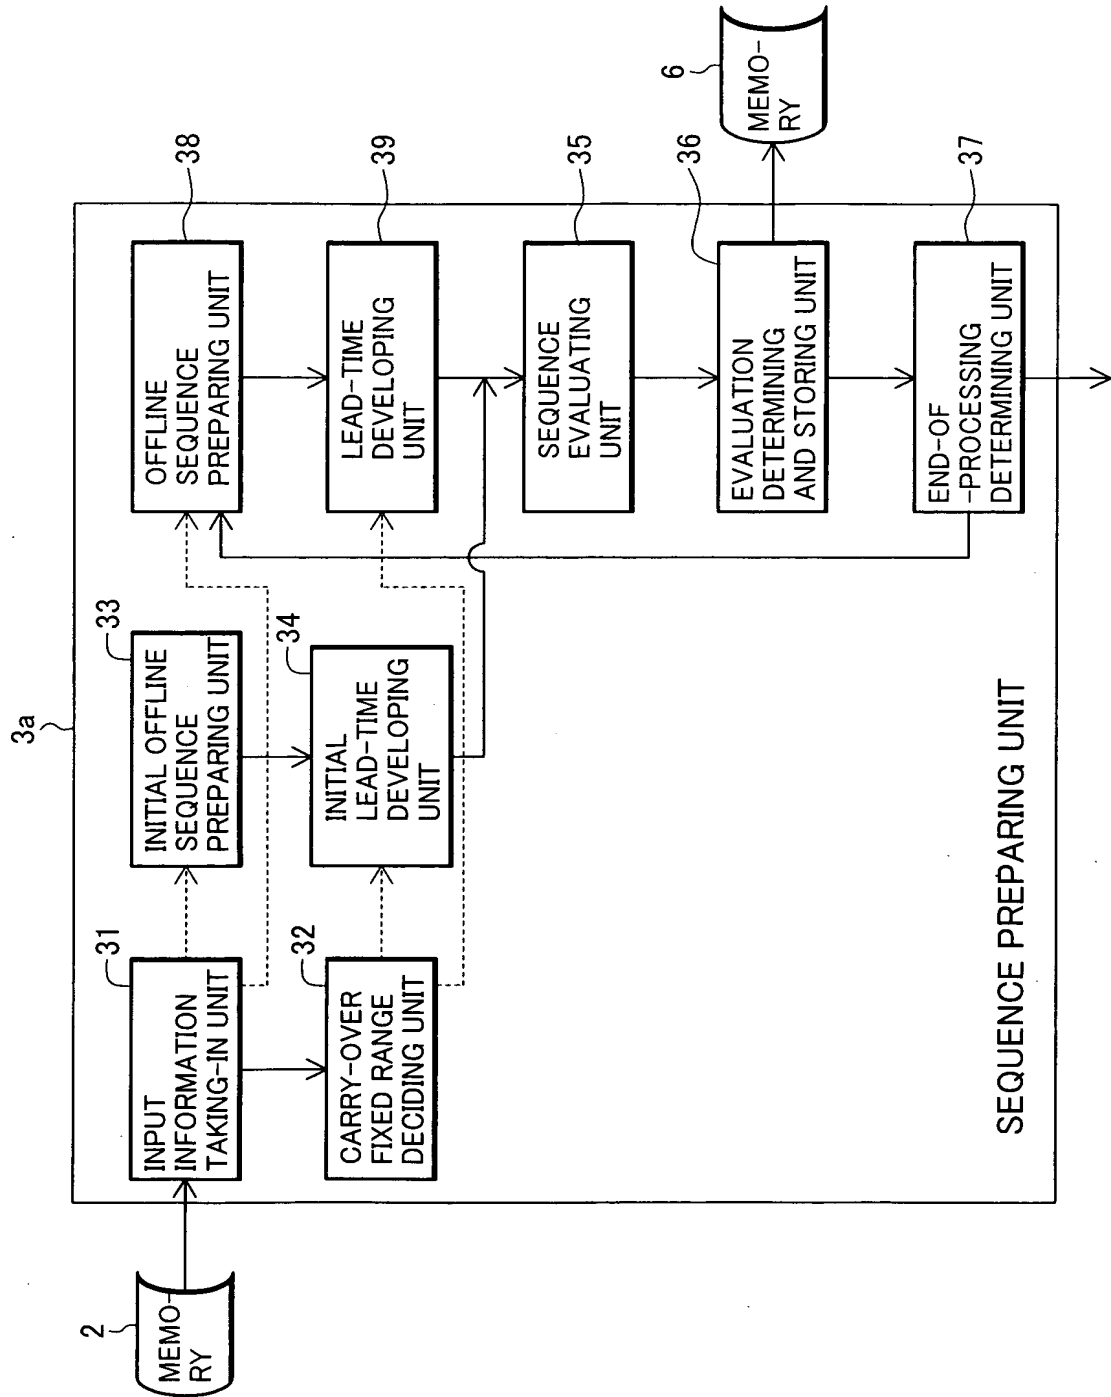 3a
2
MEMO-
RY
31
INPUT
INFORMATION
TAKING-IN UNIT
32
CARRY-OVER
FIXED RANGE
DECIDING UNIT
33
INITIAL OFFLINE
SEQUENCE
PREPARING UNIT
34
INITIAL
LEAD-TIME
DEVELOPING
UNIT
38
OFFLINE
SEQUENCE
PREPARING UNIT
39
LEAD-TIME
DEVELOPING
UNIT
35
SEQUENCE
EVALUATING
UNIT
36
EVALUATION
DETERMINING
AND STORING UNIT
6
MEMO-
RY
37
END-OF
-PROCESSING
DETERMINING UNIT
SEQUENCE PREPARING UNIT